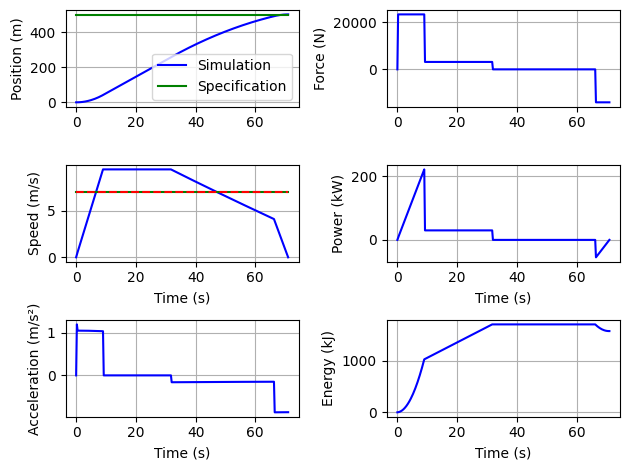 Position (m)
400
200
0
Simulation
Specification
0 20 40 60
Force (N)
20000
0
0 20 40 60
Speed (m/s)
5
0
0 20 40 60
Time (s)
Power (kW)
200
0
0 20 40 60
Time (s)
Acceleration (m/s²)
1
0
0 20 40 60
Time (s)
Energy (kJ)
1000
0
0 20 40 60
Time (s)